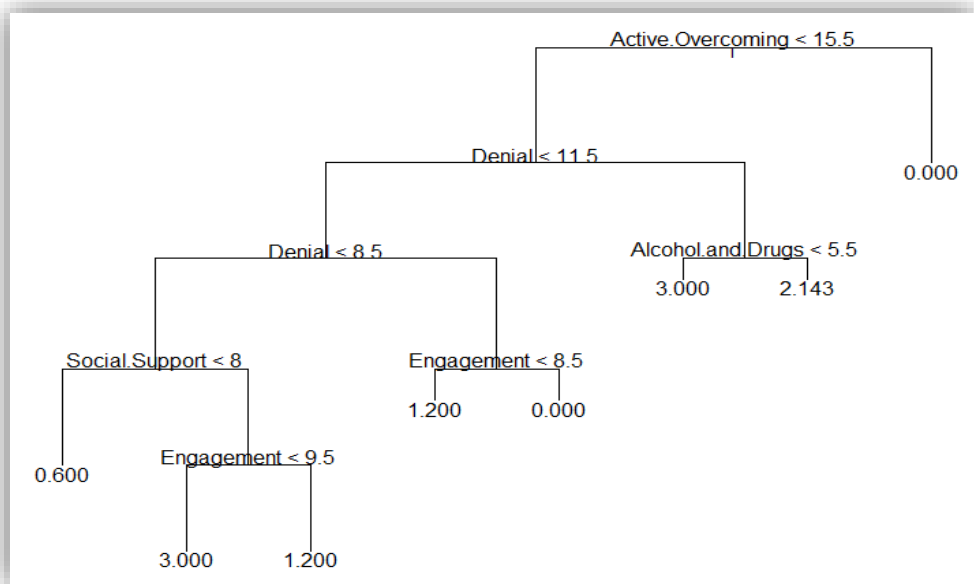 Active.Overcoming < 15.5
Denial < 11.5
0.000
Denial < 8.5
Alcohol.and.Drugs < 5.5
3.000
2.143
Social.Support < 8
Engagement < 8.5
1.200
0.000
0.600
Engagement < 9.5
3.000
1.200